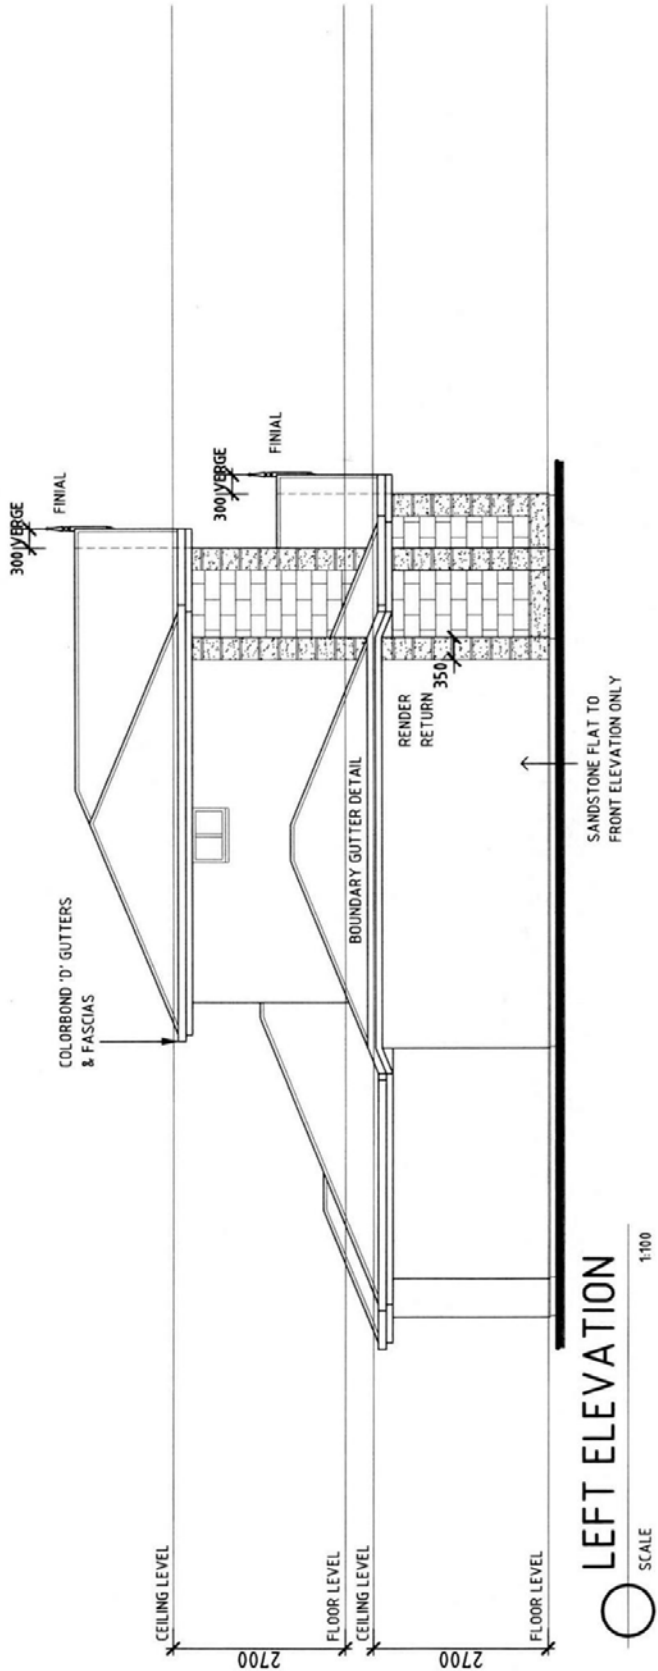 300 VERGE
FINIAL
300 VERGE
FINIAL
COLORBOND 'D' GUTTERS
& FASCIAS
BOUNDARY GUTTER DETAIL
RENDER
RETURN
350
SANDSTONE FLAT TO
FRONT ELEVATION ONLY
CEILING LEVEL
2700
FLOOR LEVEL
CEILING LEVEL
2700
FLOOR LEVEL
LEFT ELEVATION
SCALE
1:100